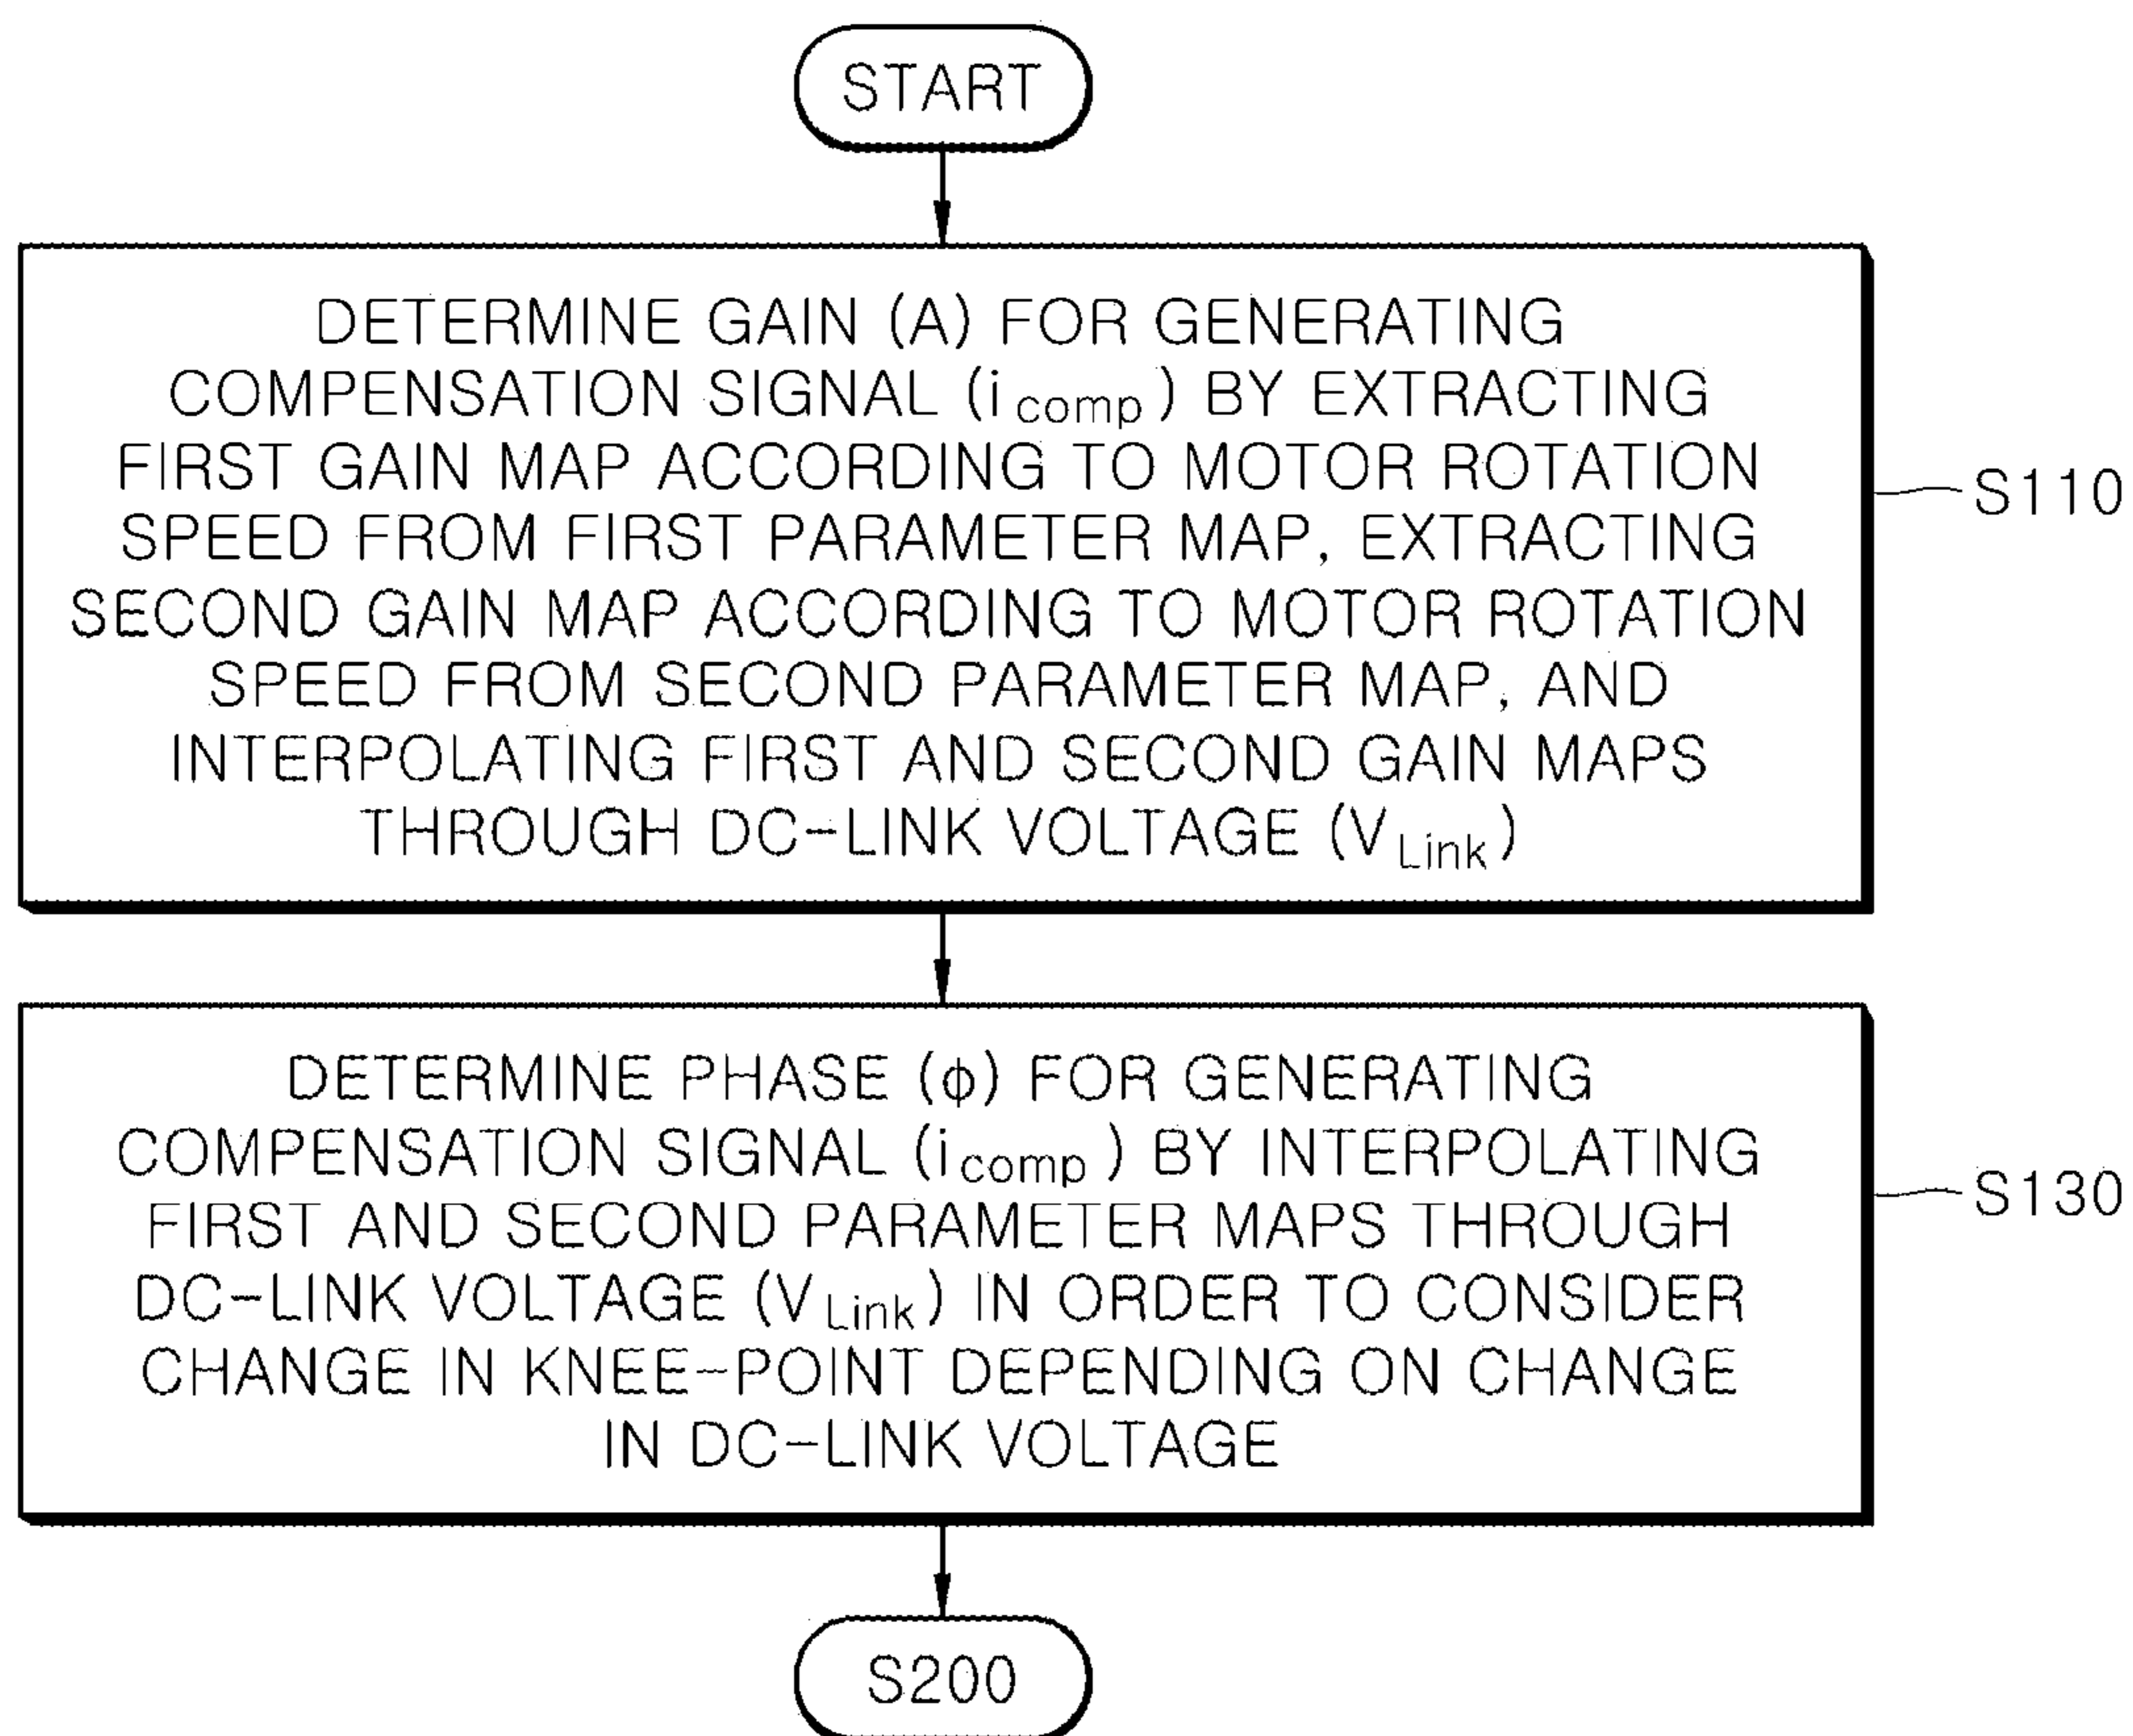 START
DETERMINE GAIN (A) FOR GENERATING
COMPENSATION SIGNAL (i comp) BY EXTRACTING
FIRST GAIN MAP ACCORDING TO MOTOR ROTATION
SPEED FROM FIRST PARAMETER MAP, EXTRACTING
SECOND GAIN MAP ACCORDING TO MOTOR ROTATION
SPEED FROM SECOND PARAMETER MAP, AND
INTERPOLATING FIRST AND SECOND GAIN MAPS
THROUGH DC-LINK VOLTAGE (V Link)
S110
DETERMINE PHASE (ϕ) FOR GENERATING
COMPENSATION SIGNAL (i comp) BY INTERPOLATING
FIRST AND SECOND PARAMETER MAPS THROUGH
DC-LINK VOLTAGE (V Link) IN ORDER TO CONSIDER
CHANGE IN KNEE-POINT DEPENDING ON CHANGE
IN DC-LINK VOLTAGE
S130
S200